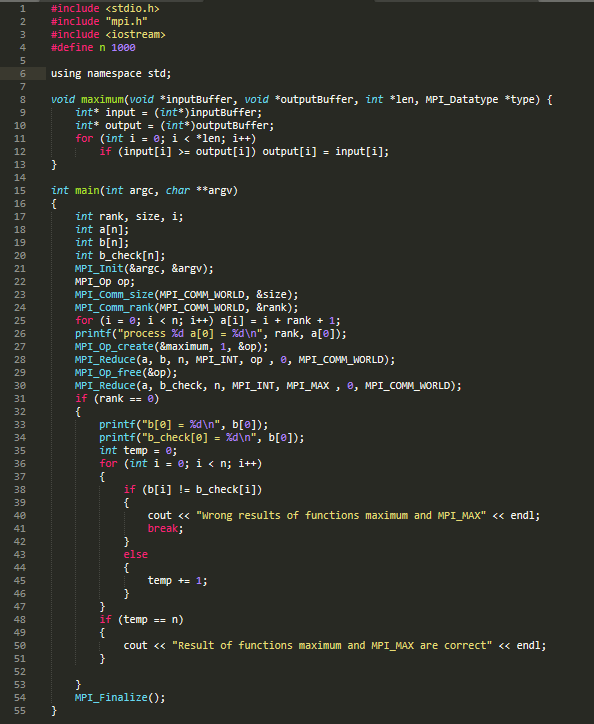 1 #include <stdio.h>
2 #include "mpi.h"
3 #include <iostream>
4 #define n 1000
5
6 using namespace std;
7
8 void maximum(void *inputBuffer, void *outputBuffer, int *len, MPI_Datatype *type) {
9 int* input = (int*)inputBuffer;
10 int* output = (int*)outputBuffer;
11 for (int i = 0; i < *len; i++)
12 if (input[i] >= output[i]) output[i] = input[i];
13 }
14
15 int main(int argc, char **argv)
16 {
17 int rank, size, i;
18 int a[n];
19 int b[n];
20 int b_check[n];
21 MPI_Init(&argc, &argv);
22 MPI_Op op;
23 MPI_Comm_size(MPI_COMM_WORLD, &size);
24 MPI_Comm_rank(MPI_COMM_WORLD, &rank);
25 for (i = 0; i < n; i++) a[i] = i + rank + 1;
26 printf("process %d a[0] = %d\n", rank, a[0]);
27 MPI_Op_create(&maximum, 1, &op);
28 MPI_Reduce(a, b, n, MPI_INT, op , 0, MPI_COMM_WORLD);
29 MPI_Op_free(&op);
30 MPI_Reduce(a, b_check, n, MPI_INT, MPI_MAX , 0, MPI_COMM_WORLD);
31 if (rank == 0)
32 {
33 printf("b[0] = %d\n", b[0]);
34 printf("b_check[0] = %d\n", b[0]);
35 int temp = 0;
36 for (int i = 0; i < n; i++)
37 {
38 if (b[i] != b_check[i])
39 {
40 cout << "Wrong results of functions maximum and MPI_MAX" << endl;
41 break;
42 }
43 else
44 {
45 temp += 1;
46 }
47 }
48 if (temp == n)
49 {
50 cout << "Result of functions maximum and MPI_MAX are correct" << endl;
51 }
52
53 }
54 MPI_Finalize();
55 }